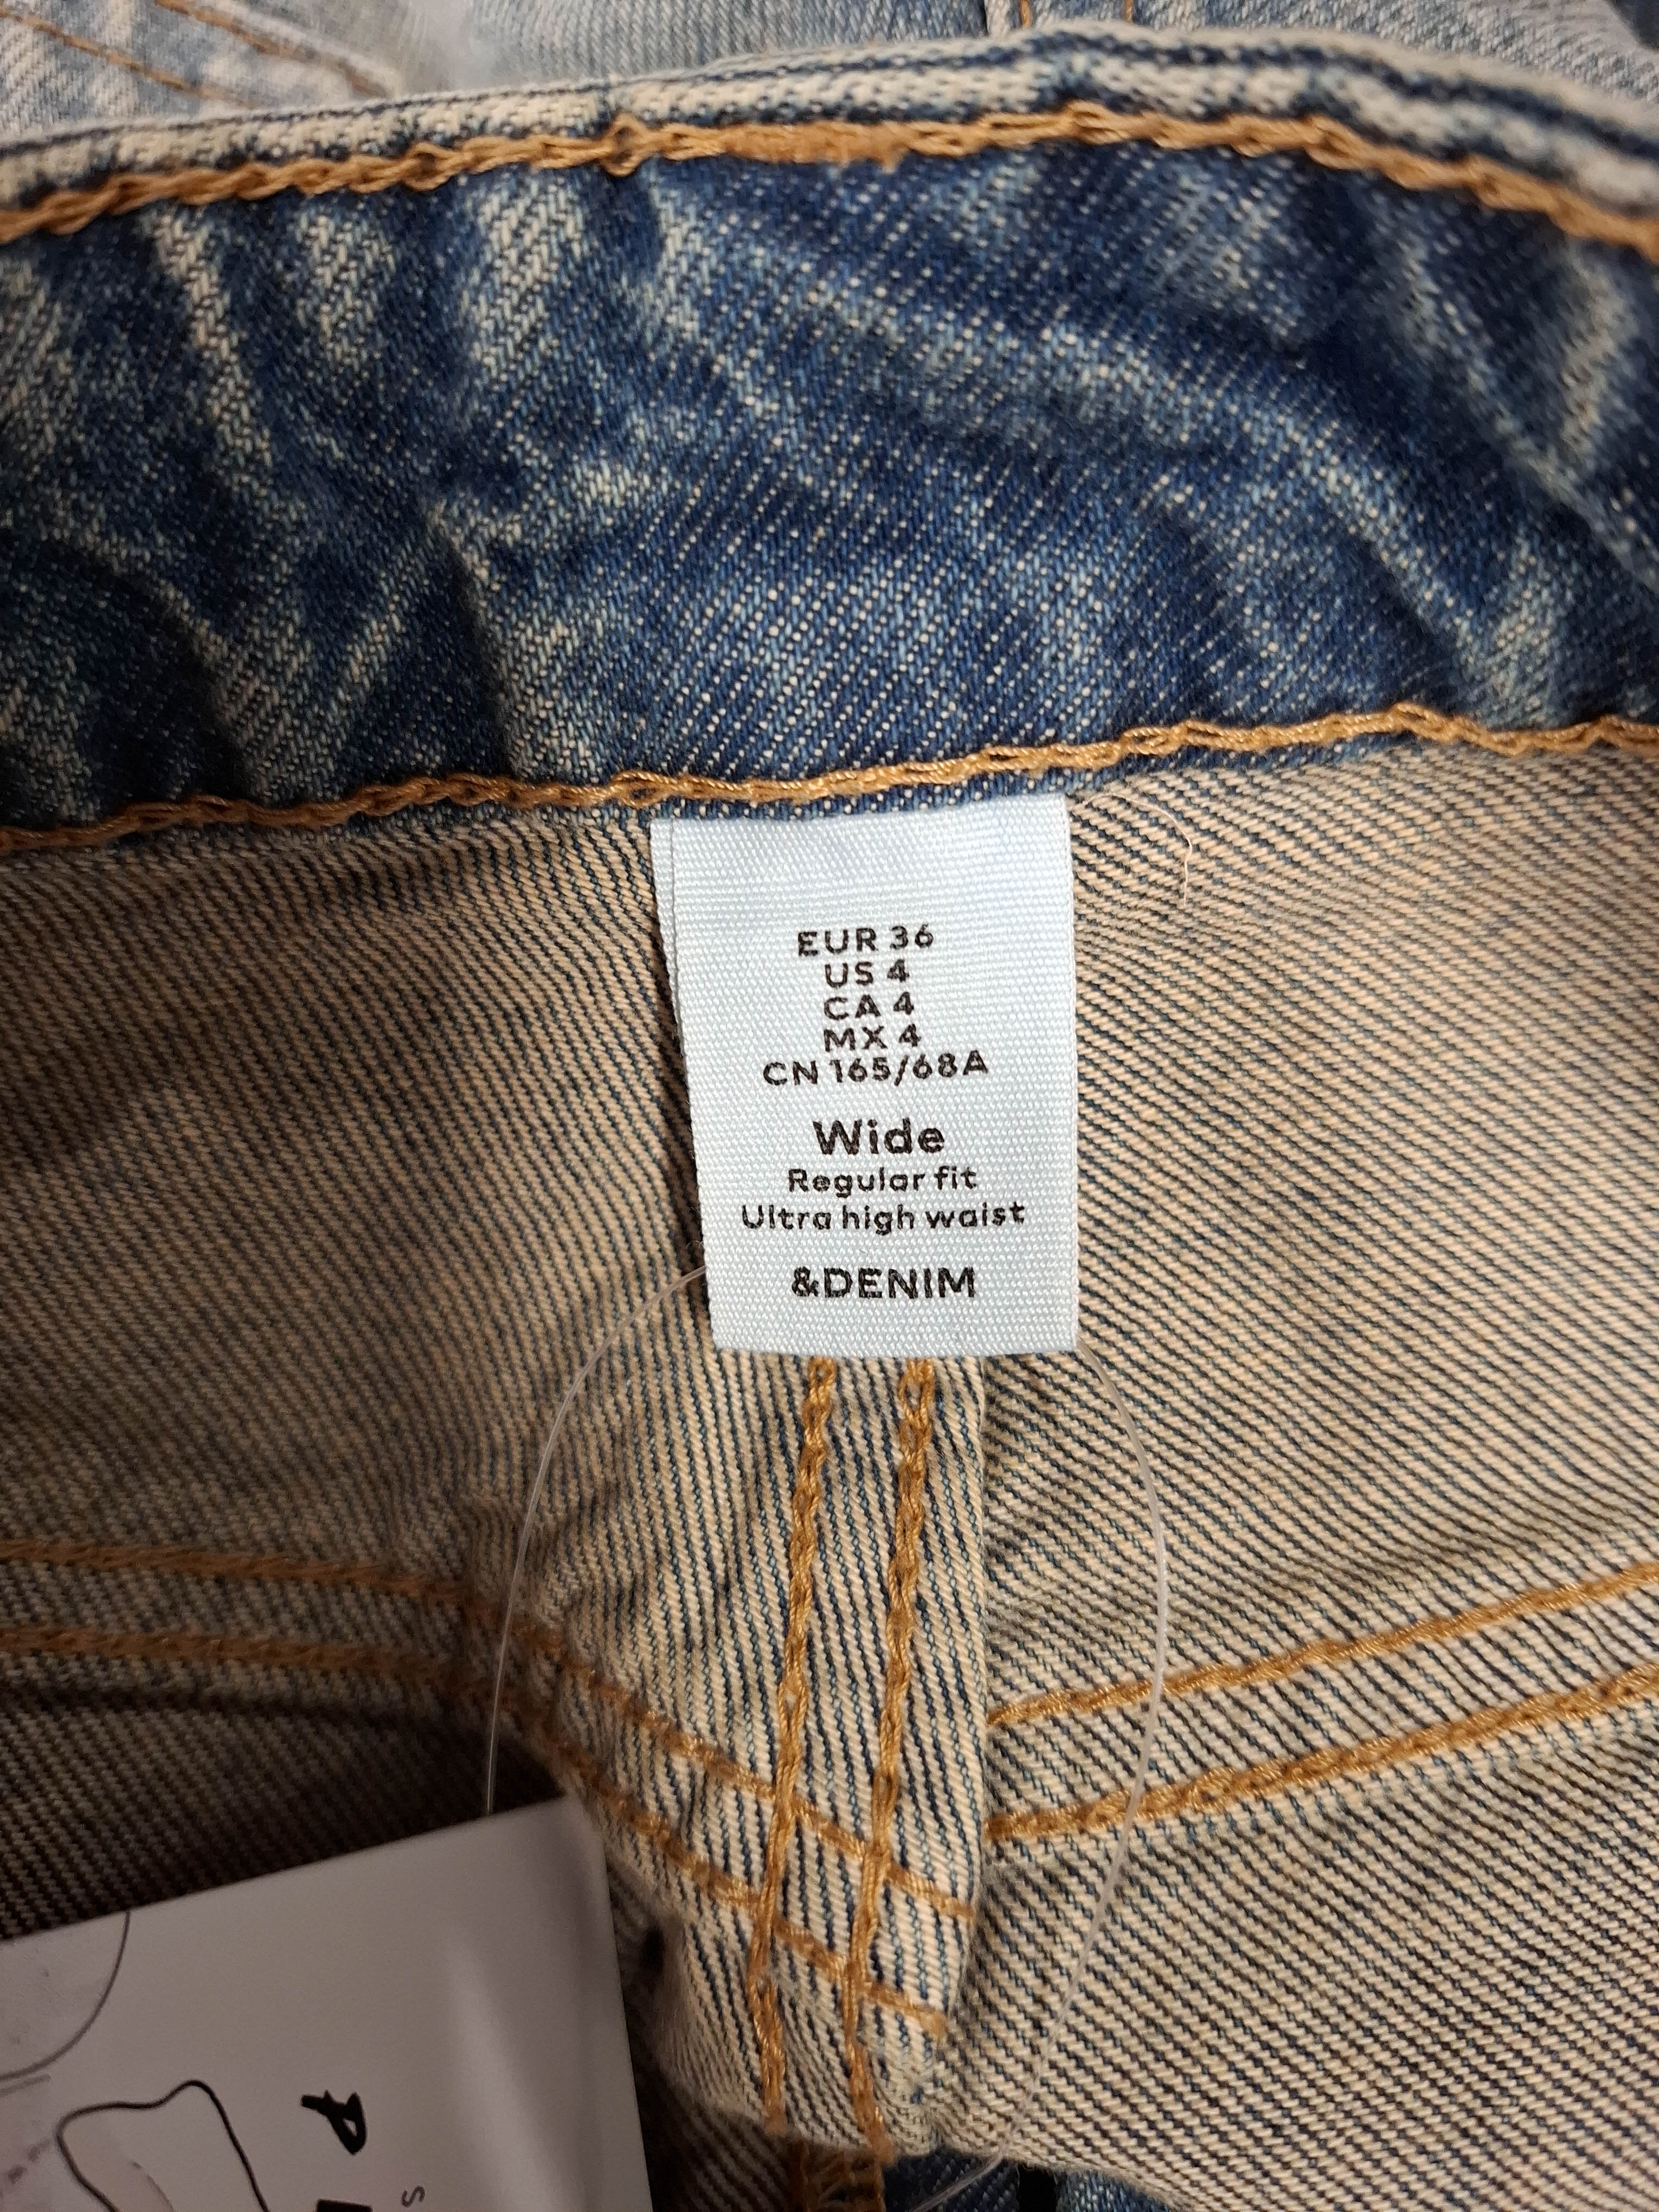 EUR 36
US 4
CA 4
MX 4
CN 165/68A
Wide
Regular fit
Ultra high waist
&DENIM
P
S